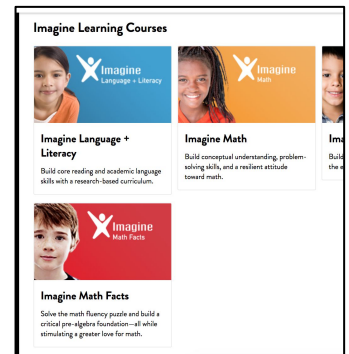 Imagine Learning Courses
Imagine
Language + Literacy
Imagine
Math
Imagine Language +
Literacy
Build core reading and academic language
skills with a research-based curriculum.
Imagine Math
Build conceptual understanding, problem-
solving skills, and a resilient attitude
toward math.
Build
the e
Imagine
Math Facts
Imagine Math Facts
Solve the math fluency puzzle and build a
critical pre-algebra foundation—all while
stimulating a greater love for math.